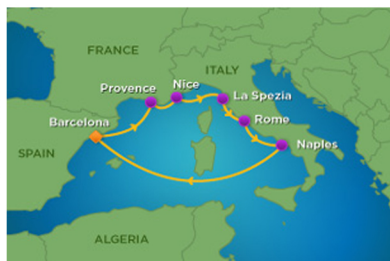 FRANCE
ITALY
Provence
Nice
La Spezia
Barcelona
Rome
Naples
SPAIN
ALGERIA